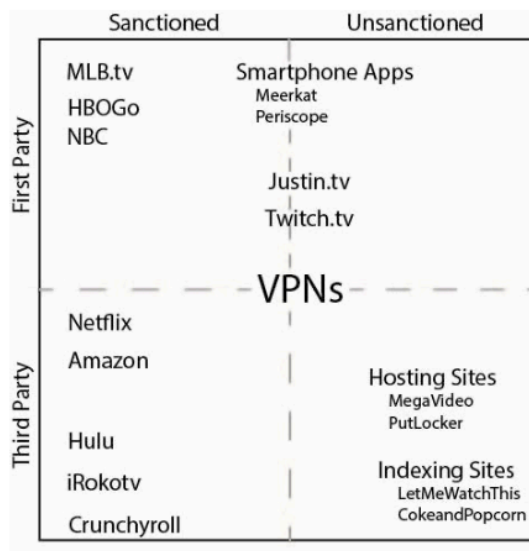 Sanctioned Unsanctioned
First Party
MLB.tv
Smartphone Apps
Meerkat
HBOGo
Periscope
NBC
Justin.tv
Twitch.tv
VPNs
Third Party
Netflix
Amazon
Hosting Sites
MegaVideo
PutLocker
Hulu
Indexing Sites
iRokotv
LetMeWatchThis
CokeandPopcorn
Crunchyroll